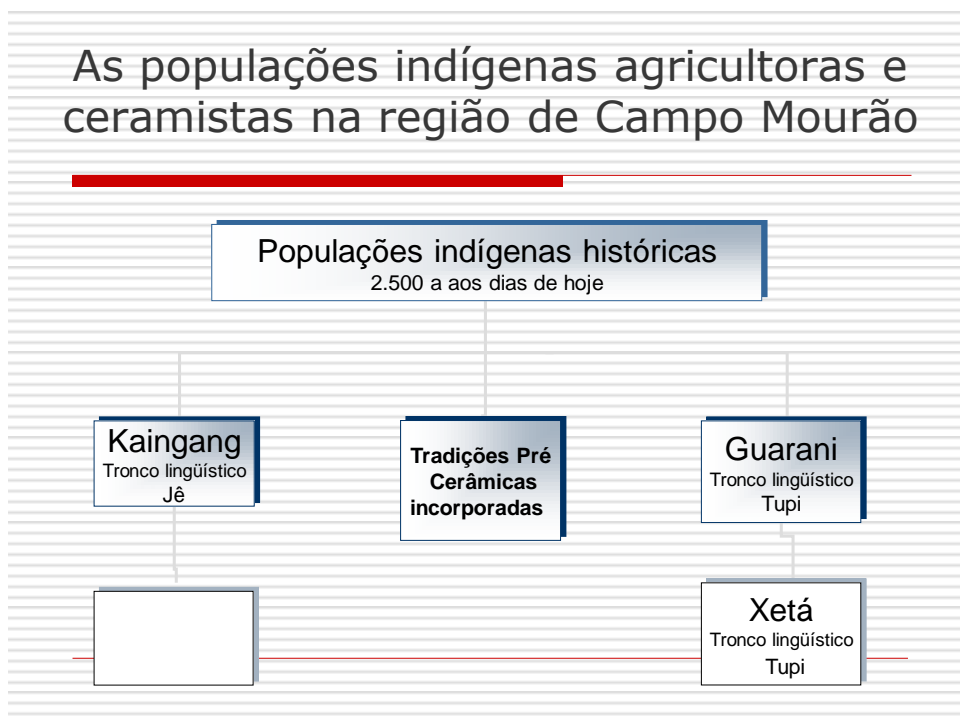 As populações indígenas agricultoras e
ceramistas na região de Campo Mourão
Populações indígenas históricas
2.500 a aos dias de hoje
Kaingang
Tronco lingüístico
Jê
Tradições Pré
Cerâmicas
incorporadas
Guarani
Tronco lingüístico
Tupi
Xetá
Tronco lingüístico
Tupi